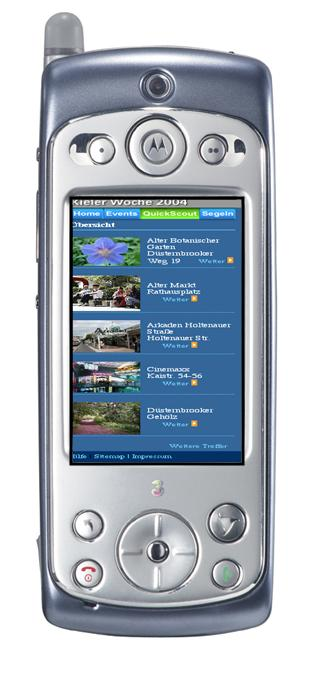 Kieler Woche 2004
Home Events QuickScout Segeln
Übersicht
Alter Botanischer
Garten
Düsternbrooker
Weg 19 Weiter
Alter Markt
Rathausplatz
Weiter
Arkaden Holtenauer
Straße
Holtenauer Str.
Weiter
Cinemaxx
Kaistr. 54-56
Weiter
Düsternbrooker
Gehölz
Weiter
Weitere Treffer
Hilfe Sitemap | Impressum
3